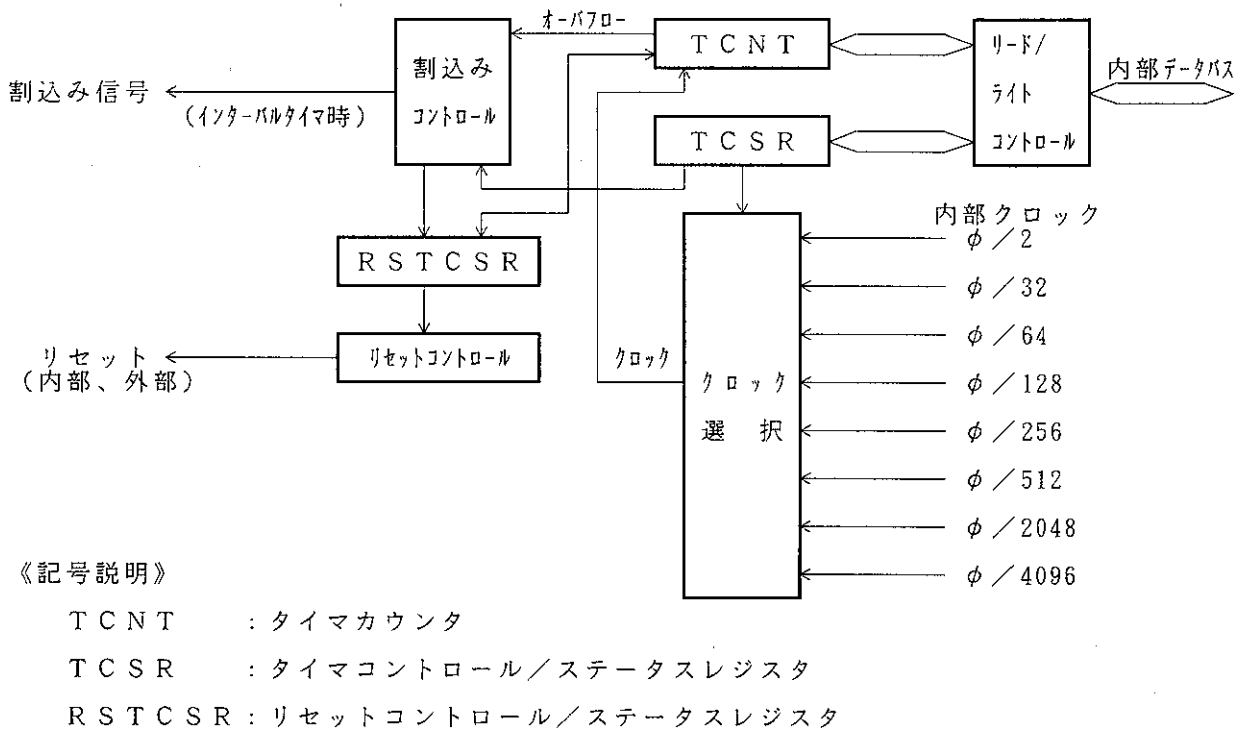 オーバフロー
TCNT
リード/
ライト
コントロール
内部データバス
割込み
コントロール
割込み信号
(インターバルタイマ時)
TCSR
内部クロック
φ/2
φ/32
φ/64
φ/128
φ/256
φ/512
φ/2048
φ/4096
RSTCSR
リセット
(内部、外部)
リセットコントロール
クロック
クロック
選択
《記号説明》
TCNT :タイマカウンタ
TCSR :タイマコントロール/ステータスレジスタ
RSTCSR:リセットコントロール/ステータスレジスタ